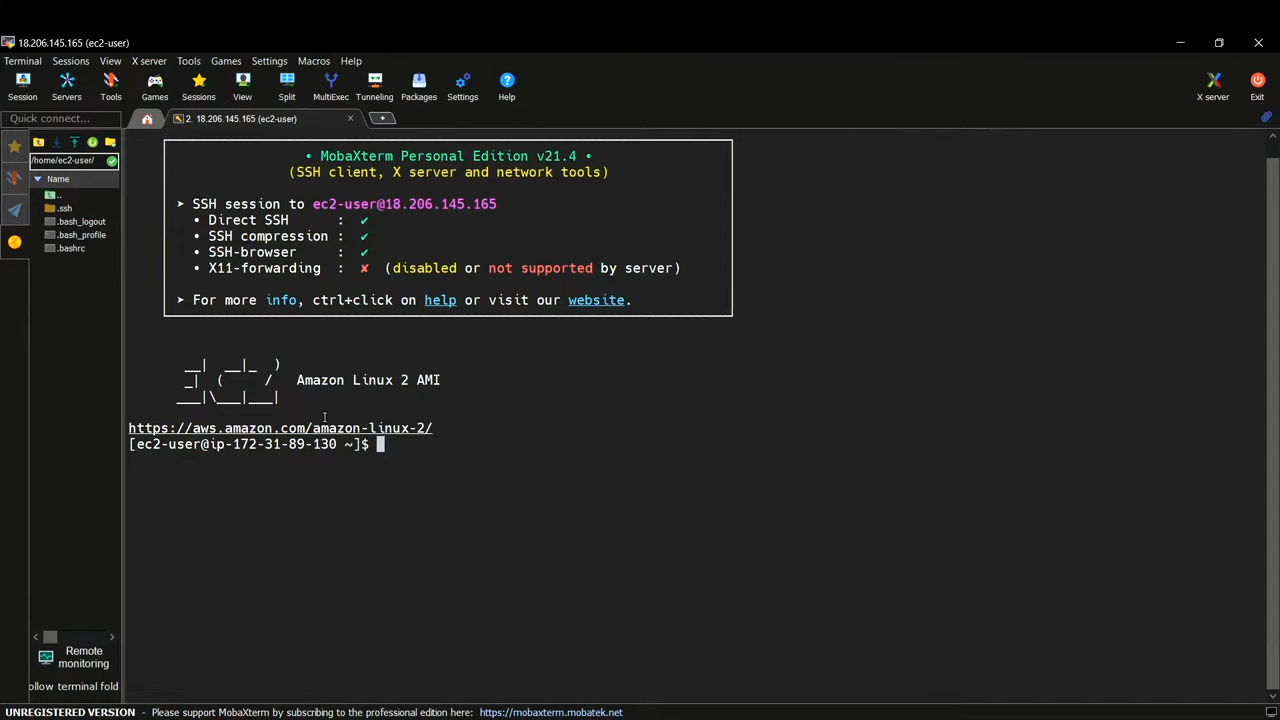 18.206.145.165 (ec2-user)
Terminal Sessions View X server Tools Games Settings Macros Help
Session Servers Tools Games Sessions View Split MultiExec Tunneling Packages Settings Help X server Exit
Quick connect... 2. 18.206.145.165 (ec2-user)
/home/ec2-user/
Name
..
.ssh
.bash_logout
.bash_profile
.bashrc
• MobaXterm Personal Edition v21.4 •
(SSH client, X server and network tools)
➤ SSH session to ec2-user@18.206.145.165
• Direct SSH : ✔
• SSH compression : ✔
• SSH-browser : ✔
• X11-forwarding : ✘ (disabled or not supported by server)
➤ For more info, ctrl+click on help or visit our website.
__| __|_ )
_| ( / Amazon Linux 2 AMI
___|\___|___|
https://aws.amazon.com/amazon-linux-2/
[ec2-user@ip-172-31-89-130 ~]$
Remote
monitoring
ollow terminal fold
UNREGISTERED VERSION - Please support MobaXterm by subscribing to the professional edition here: https://mobaxterm.mobatek.net